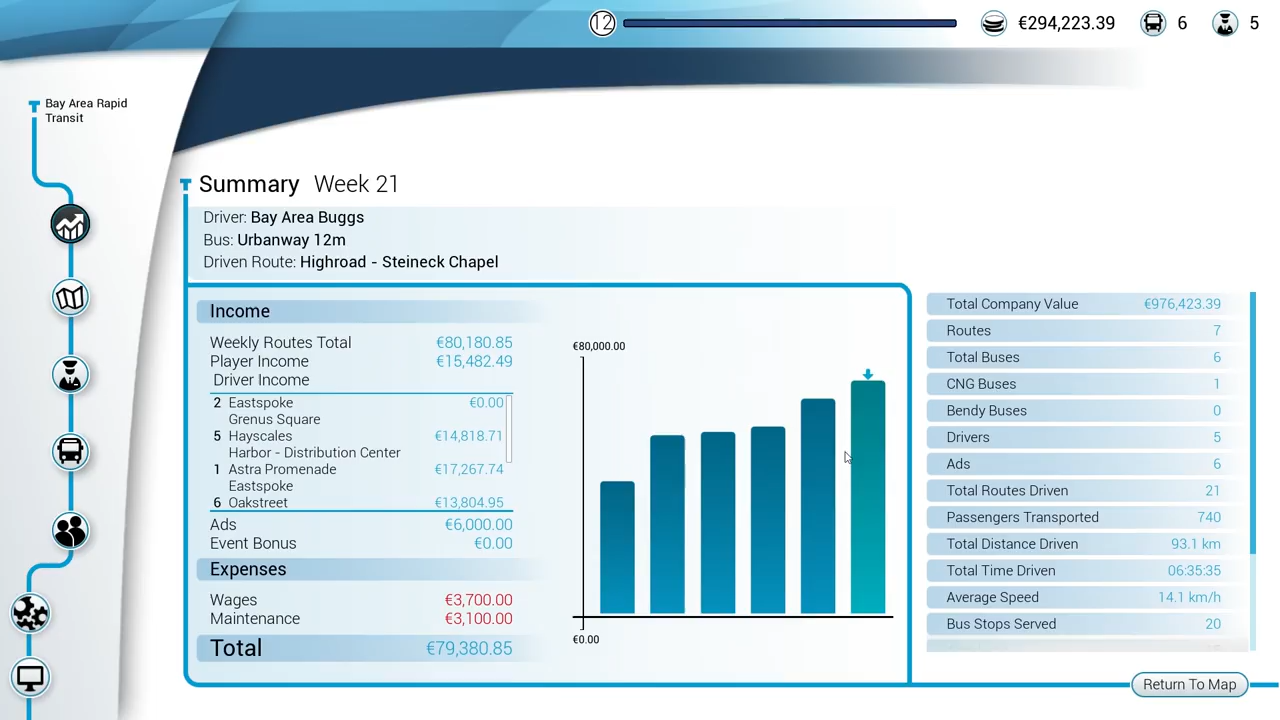 12
€294,223.39
6
5
Bay Area Rapid
Transit
Summary Week 21
Driver: Bay Area Buggs
Bus: Urbanway 12m
Driven Route: Highroad - Steineck Chapel
Income
Weekly Routes Total €80,180.85
Player Income €15,482.49
Driver Income
2 Eastspoke €0.00
Grenus Square
5 Hayscales €14,818.71
Harbor - Distribution Center
1 Astra Promenade €17,267.74
Eastspoke
6 Oakstreet €13,804.95
Ads €6,000.00
Event Bonus €0.00
Expenses
Wages €3,700.00
Maintenance €3,100.00
Total €79,380.85
€80,000.00
€0.00
Total Company Value €976,423.39
Routes 7
Total Buses 6
CNG Buses 1
Bendy Buses 0
Drivers 5
Ads 6
Total Routes Driven 21
Passengers Transported 740
Total Distance Driven 93.1 km
Total Time Driven 06:35:35
Average Speed 14.1 km/h
Bus Stops Served 20
Return To Map